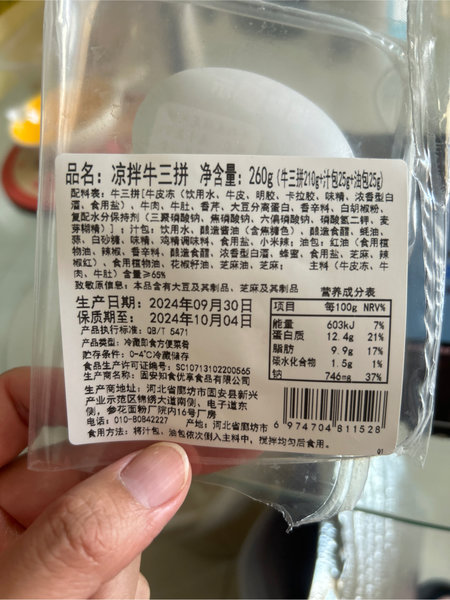 品名：凉拌牛三拼 净含量：260g（牛三拼210g+汁包25g+油包25g）
配料表：牛三拼[牛皮冻（饮用水、牛皮、明胶、卡拉胶、味精、浓香型白
酒、食用盐）、牛肉、牛肚、香芹、大豆分离蛋白、香辛料、白胡椒粉、
复配水分保持剂（三聚磷酸钠、焦磷酸钠、六偏磷酸钠、磷酸氢二钾、麦
芽糊精）]；汁包：饮用水、酿造酱油（含焦糖色）、酿造食醋、蚝油、
蒜、白砂糖、味精、鸡精调味料、食用盐、小米辣；油包：红油（食用植
物油、辣椒、香辛料、酿造食醋、浓香型白酒、蜂蜜、食用盐、芝麻、辣
椒红）、食用植物油、花椒籽油、芝麻油、芝麻； 主料（牛皮冻、牛
肉、牛肚）含量≥65%
致敏原信息：本品含有大豆及其制品、芝麻及其制品
生产日期：2024年09月30日
保质期至：2024年10月04日
产品执行标准：QB/T 5471
产品类型：冷藏即食方便菜肴
贮存条件：0-4℃冷藏储存
食品生产许可证编号：SC10713102200565
生产商：固安知食优享食品有限公司
生产商地址：河北省廊坊市固安县新兴
产业示范区锦绣大道南侧，电子道东
侧，参花面粉厂院内16号厂房
电话：010-80842227 产地：河北省廊坊市
食用方法：将汁包、油包依次倒入主料中，搅拌均匀后食用。
营养成分表
项目 每100g NRV%
能量 603kJ 7%
蛋白质 12.4g 21%
脂肪 9.9g 17%
碳水化合物 1.5g 1%
钠 746mg 37%
6 974704 811528
01